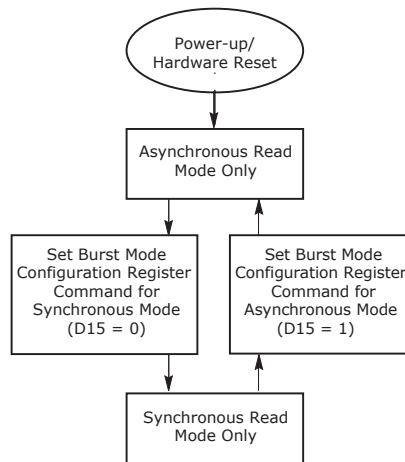 Power-up/
Hardware Reset
Asynchronous Read
Mode Only
Set Burst Mode
Configuration Register
Command for
Synchronous Mode
(D15 = 0)
Set Burst Mode
Configuration Register
Command for
Asynchronous Mode
(D15 = 1)
Synchronous Read
Mode Only